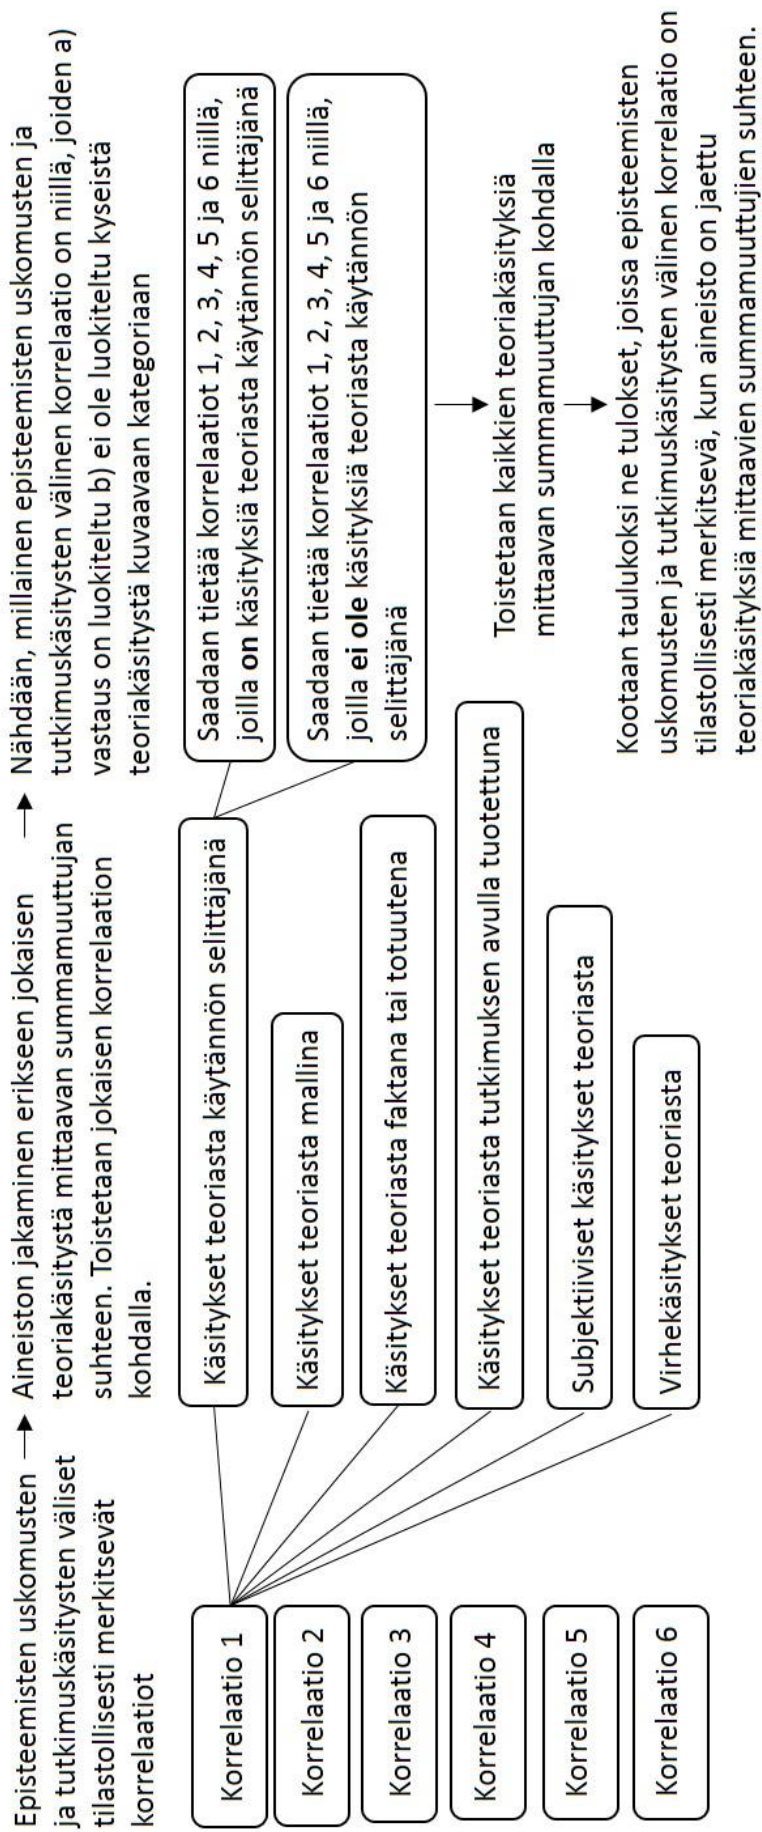 Episteemisten uskomusten
ja tutkimuskäsitysten väliset
tilastollisesti merkitsevät
korrelaatiot
Korrelaatio 1
Korrelaatio 2
Korrelaatio 3
Korrelaatio 4
Korrelaatio 5
Korrelaatio 6
Aineiston jakaminen erikseen jokaisen
teoriakäsitystä mittaavan summamuuttujan
suhteen. Toistetaan jokaisen korrelaation
kohdalla.
Käsitykset teoriasta käytännön selittäjänä
Käsitykset teoriasta mallina
Käsitykset teoriasta faktana tai totuutena
Käsitykset teoriasta tutkimuksen avulla tuotettuna
Subjektiiviset käsitykset teoriasta
Virhekäsitykset teoriasta
Nähdään, millainen episteemisten uskomusten ja
tutkimuskäsitysten välinen korrelaatio on niillä, joiden a)
vastaus on luokiteltu b) ei ole luokiteltu kyseistä
teoriakäsitystä kuvaavaan kategoriaan
Saadaan tietää korrelaatiot 1, 2, 3, 4, 5 ja 6 niillä,
joilla on käsityksiä teoriasta käytännön selittäjänä
Saadaan tietää korrelaatiot 1, 2, 3, 4, 5 ja 6 niillä,
joilla ei ole käsityksiä teoriasta käytännön
selittäjänä
Toistetaan kaikkien teoriakäsityksiä
mittaavan summamuuttujan kohdalla
Kootaan taulukoksi ne tulokset, joissa episteemisten
uskomusten ja tutkimuskäsitysten välinen korrelaatio on
tilastollisesti merkitsevä, kun aineisto on jaettu
teoriakäsityksiä mittaavien summamuuttujien suhteen.